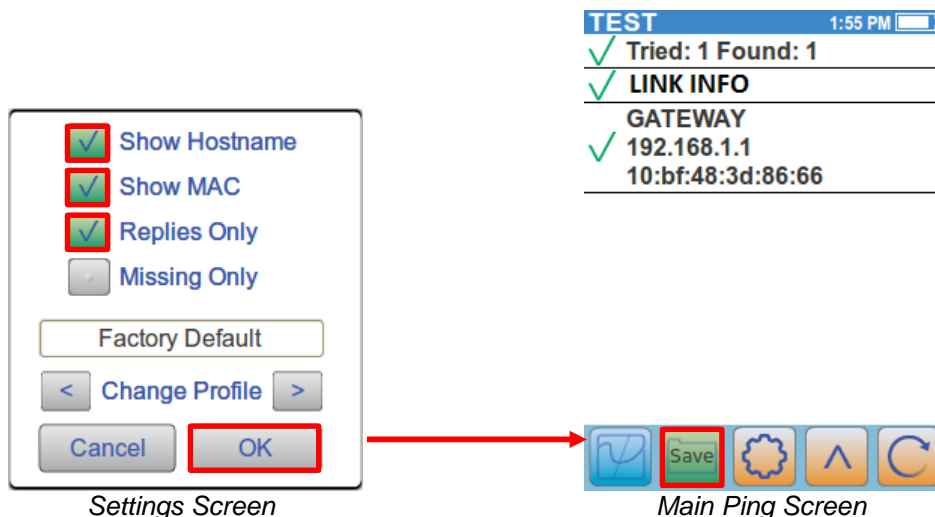 TEST 1:55 PM
Tried: 1 Found: 1
LINK INFO
GATEWAY
192.168.1.1
10:bf:48:3d:86:66
Show Hostname
Show MAC
Replies Only
Missing Only
Factory Default
< Change Profile >
Cancel OK
Save
Settings Screen
Main Ping Screen